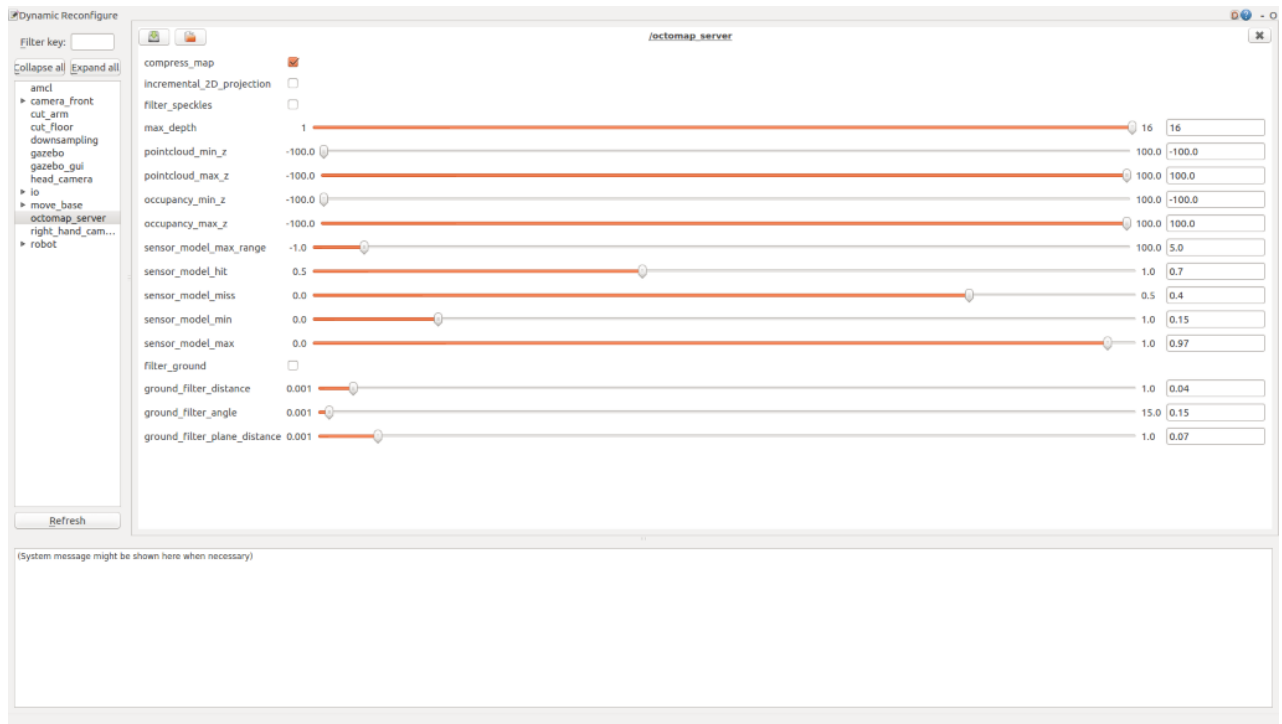 Dynamic Reconfigure
D ? - O
Filter key:
Collapse all Expand all
amcl
camera_front
cut_arm
cut_floor
downsampling
gazebo
gazebo_gui
head_camera
io
move_base
octomap_server
right_hand_cam...
robot
Refresh
/octomap_server
compress_map
incremental_2D_projection
filter_speckles
max_depth 1 16 16
pointcloud_min_z -100.0 100.0 -100.0
pointcloud_max_z -100.0 100.0 100.0
occupancy_min_z -100.0 100.0 -100.0
occupancy_max_z -100.0 100.0 100.0
sensor_model_max_range -1.0 100.0 5.0
sensor_model_hit 0.5 1.0 0.7
sensor_model_miss 0.0 0.5 0.4
sensor_model_min 0.0 1.0 0.15
sensor_model_max 0.0 1.0 0.97
filter_ground
ground_filter_distance 0.001 1.0 0.04
ground_filter_angle 0.001 15.0 0.15
ground_filter_plane_distance 0.001 1.0 0.07
(System message might be shown here when necessary)